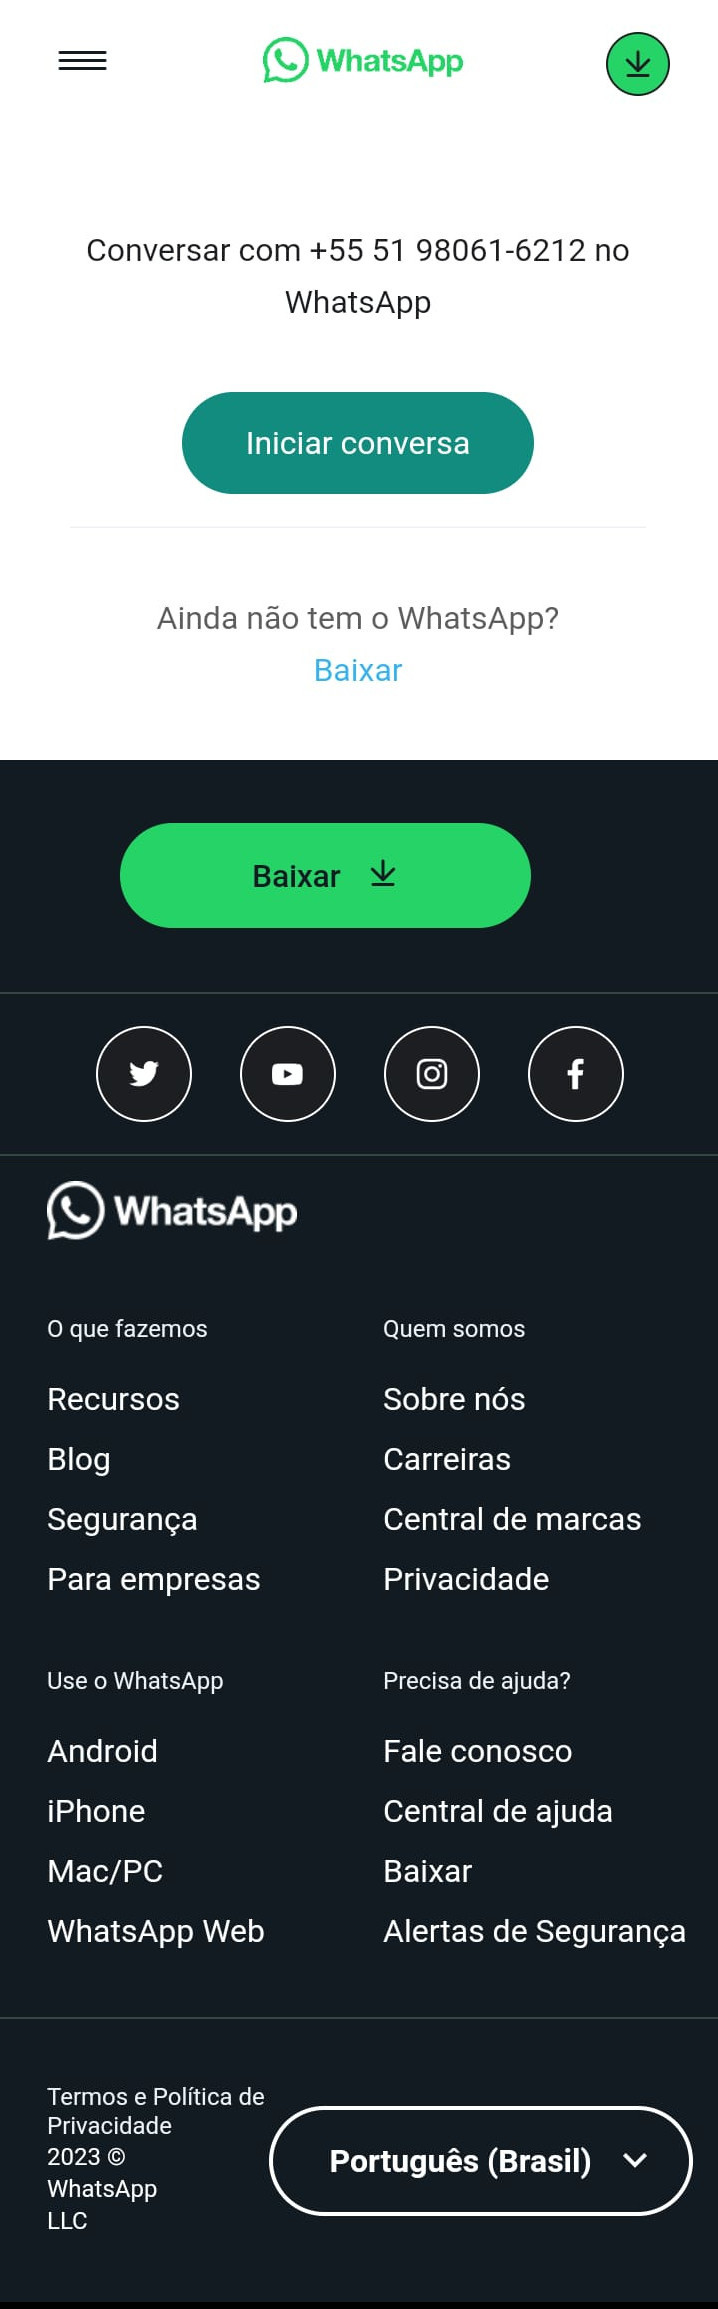 WhatsApp
Conversar com +55 51 98061-6212 no
WhatsApp
Iniciar conversa
Ainda não tem o WhatsApp?
Baixar
Baixar
WhatsApp
O que fazemos
Recursos
Blog
Segurança
Para empresas
Quem somos
Sobre nós
Carreiras
Central de marcas
Privacidade
Use o WhatsApp
Android
iPhone
Mac/PC
WhatsApp Web
Precisa de ajuda?
Fale conosco
Central de ajuda
Baixar
Alertas de Segurança
Termos e Política de
Privacidade
2023 ©
WhatsApp
LLC
Português (Brasil)